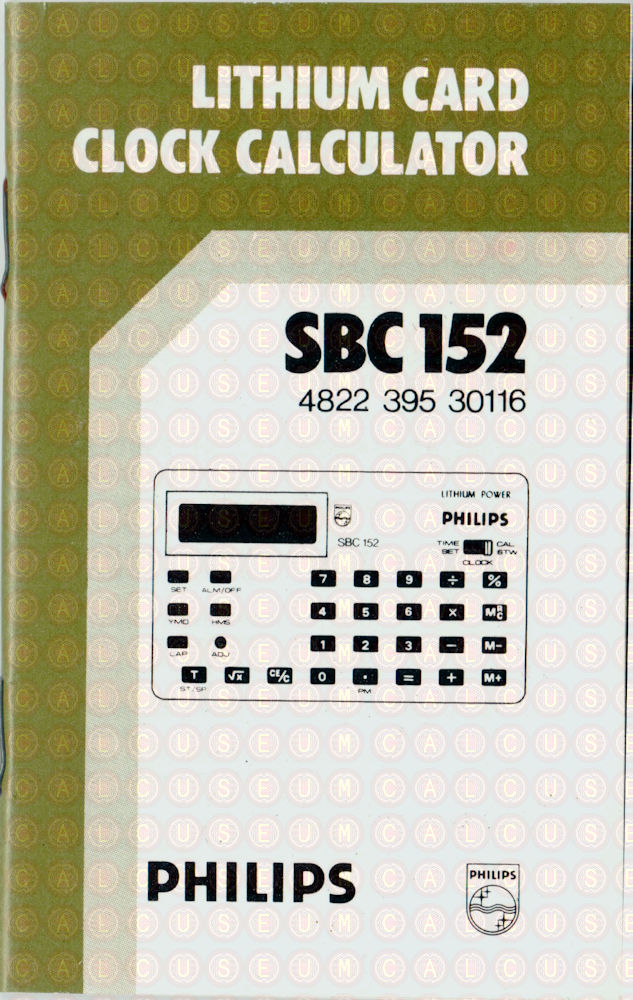 LITHIUM CARD
CLOCK CALCULATOR
SBC 152
4822 395 30116
LITHIUM POWER
PHILIPS
SBC 152
TIME CAL
SET STW
CLOCK
SET ALM/OFF
7 8 9 ÷ %
YMD HMS
4 5 6 × MRC
LAP ADJ
1 2 3 − M−
T √x CE/C 0 . = + M+
ST/SP PM
PHILIPS
PHILIPS
CALCUSEUM